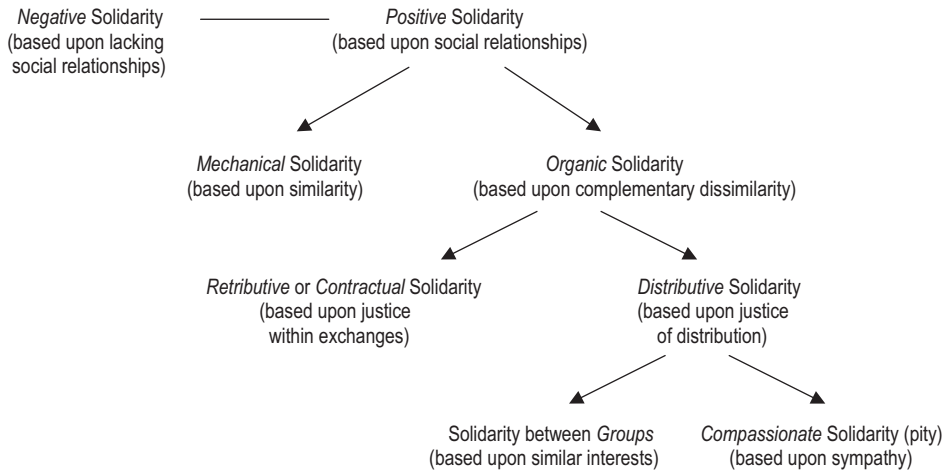 Negative Solidarity
(based upon lacking
social relationships)
Positive Solidarity
(based upon social relationships)
Mechanical Solidarity
(based upon similarity)
Organic Solidarity
(based upon complementary dissimilarity)
Retributive or Contractual Solidarity
(based upon justice
within exchanges)
Distributive Solidarity
(based upon justice
of distribution)
Solidarity between Groups
(based upon similar interests)
Compassionate Solidarity (pity)
(based upon sympathy)